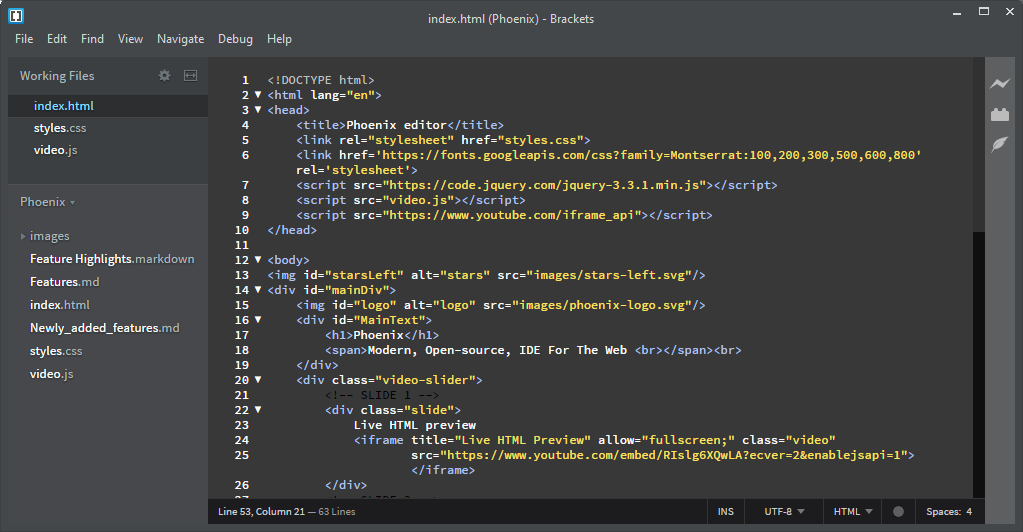 index.html (Phoenix) - Brackets
File Edit Find View Navigate Debug Help
Working Files
index.html
styles.css
video.js
Phoenix
images
Feature Highlights.markdown
Features.md
index.html
Newly_added_features.md
styles.css
video.js
1 <!DOCTYPE html>
2 <html lang="en">
3 <head>
4 <title>Phoenix editor</title>
5 <link rel="stylesheet" href="styles.css">
6 <link href='https://fonts.googleapis.com/css?family=Montserrat:100,200,300,500,600,800'
rel='stylesheet'>
7 <script src="https://code.jquery.com/jquery-3.3.1.min.js"></script>
8 <script src="video.js"></script>
9 <script src="https://www.youtube.com/iframe_api"></script>
10 </head>
11
12 <body>
13 <img id="starsLeft" alt="stars" src="images/stars-left.svg"/>
14 <div id="mainDiv">
15 <img id="logo" alt="logo" src="images/phoenix-logo.svg"/>
16 <div id="MainText">
17 <h1>Phoenix</h1>
18 <span>Modern, Open-source, IDE For The Web <br></span><br>
19 </div>
20 <div class="video-slider">
21 <!-- SLIDE 1 -->
22 <div class="slide">
23 Live HTML preview
24 <iframe title="Live HTML Preview" allow="fullscreen;" class="video"
25 src="https://www.youtube.com/embed/RIslg6XQwLA?ecver=2&enablejsapi=1">
</iframe>
26 </div>
Line 53, Column 21 — 63 Lines
INS UTF-8 HTML Spaces: 4